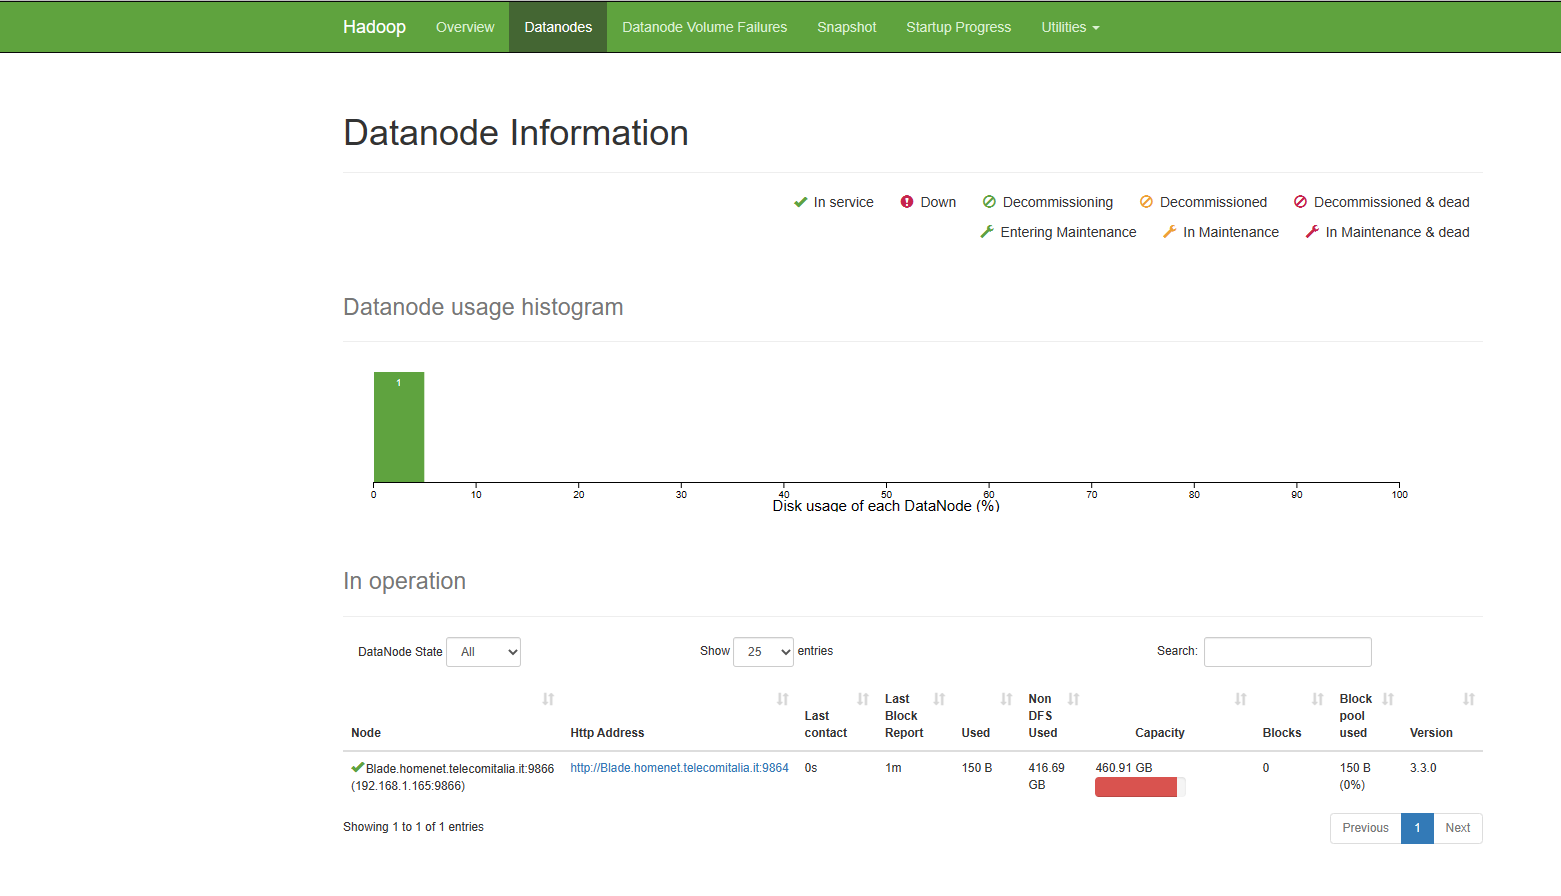 Hadoop Overview Datanodes Datanode Volume Failures Snapshot Startup Progress Utilities
Datanode Information
In service Down Decommissioning Decommissioned Decommissioned & dead
Entering Maintenance In Maintenance In Maintenance & dead
Datanode usage histogram
1
0 10 20 30 40 50 60 70 80 90 100
Disk usage of each DataNode (%)
In operation
DataNode State All Show 25 entries Search:
Node Http Address Last contact Last Block Report Used Non DFS Used Capacity Blocks Block pool used Version
Blade.homenet.telecomitalia.it:9866 http://Blade.homenet.telecomitalia.it:9864 0s 1m 150 B 416.69 460.91 GB 0 150 B 3.3.0
(192.168.1.165:9866) GB (0%)
Showing 1 to 1 of 1 entries Previous 1 Next